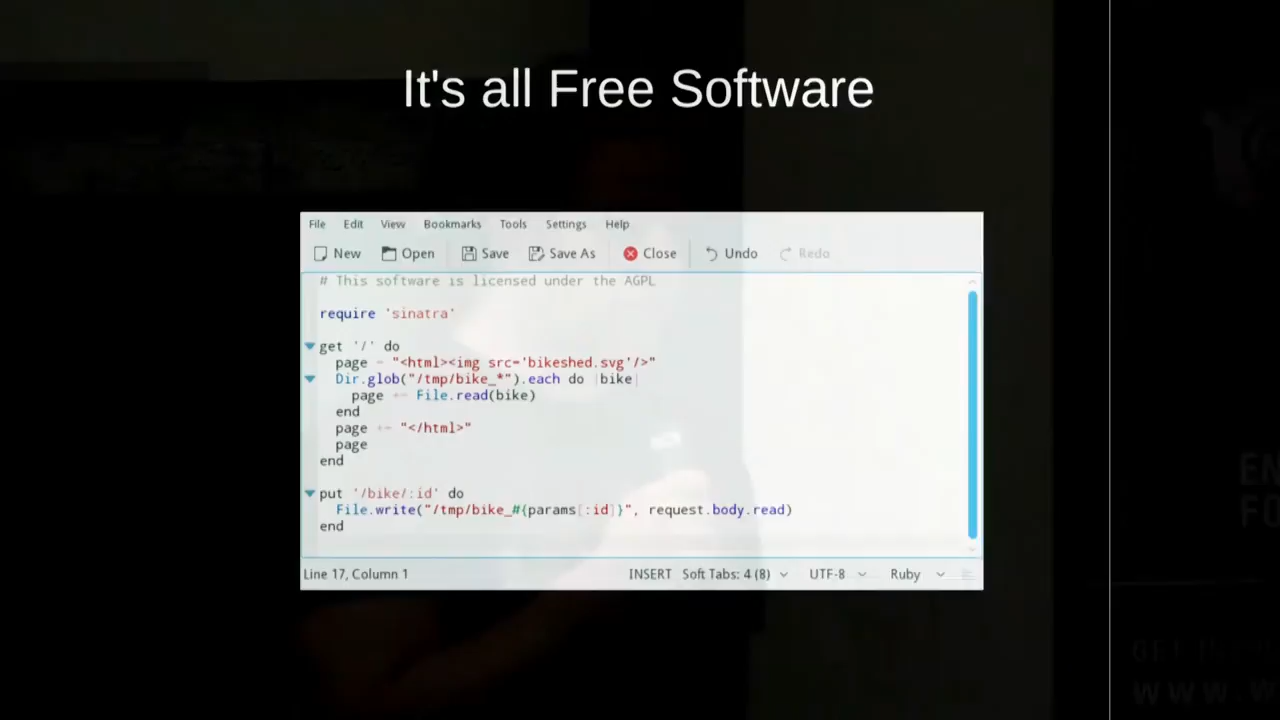 It's all Free Software
File Edit View Bookmarks Tools Settings Help
New Open Save Save As Close Undo Redo
# This software is licensed under the AGPL
require 'sinatra'
get '/' do
page = "<html><img src='bikeshed.svg'/>"
Dir.glob("/tmp/bike_*").each do |bike|
page += File.read(bike)
end
page += "</html>"
page
end
put '/bike/:id' do
File.write("/tmp/bike_#{params[:id]}", request.body.read)
end
Line 17, Column 1 INSERT Soft Tabs: 4 (8) UTF-8 Ruby
EN
FO
GET
WWW.